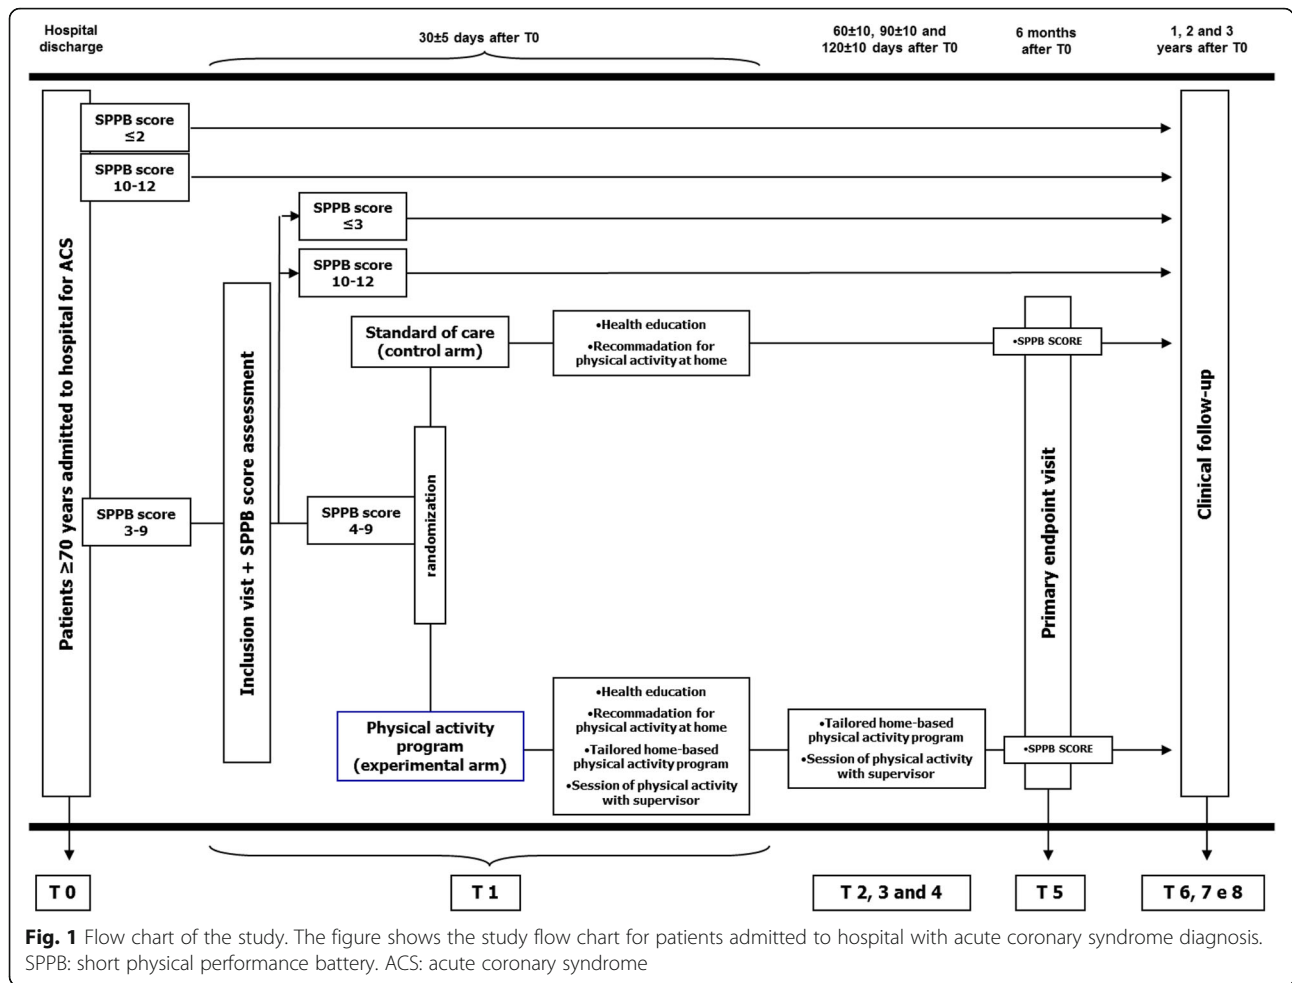 Hospital
discharge
30±5 days after T0
60±10, 90±10 and
120±10 days after T0
6 months
after T0
1, 2 and 3
years after T0
Patients ≥70 years admitted to hospital for ACS
SPPB score
≤2
SPPB score
10-12
SPPB score
3-9
Inclusion vist + SPPB score assessment
SPPB score
≤3
SPPB score
10-12
SPPB score
4-9
randomization
Standard of care
(control arm)
•Health education
•Recommadation for
physical activity at home
Physical activity
program
(experimental arm)
•Health education
•Recommadation for
physical activity at home
•Tailored home-based
physical activity program
•Session of physical activity
with supervisor
•Tailored home-based
physical activity program
•Session of physical activity
with supervisor
Primary endpoint visit
•SPPB SCORE
•SPPB SCORE
Clinical follow-up
T 0
T 1
T 2, 3 and 4
T 5
T 6, 7 e 8
Fig. 1 Flow chart of the study. The figure shows the study flow chart for patients admitted to hospital with acute coronary syndrome diagnosis.
SPPB: short physical performance battery. ACS: acute coronary syndrome